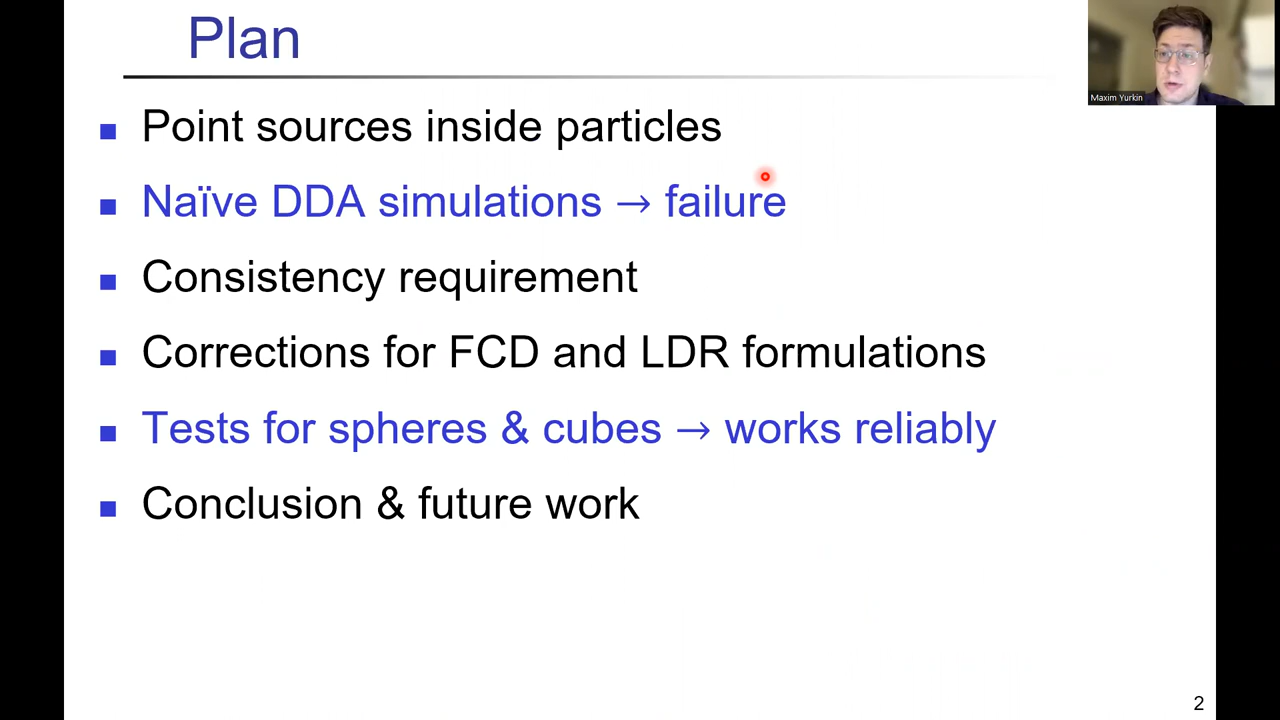 Plan
Maxim Yurkin
Point sources inside particles
Naïve DDA simulations → failure
Consistency requirement
Corrections for FCD and LDR formulations
Tests for spheres & cubes → works reliably
Conclusion & future work
2